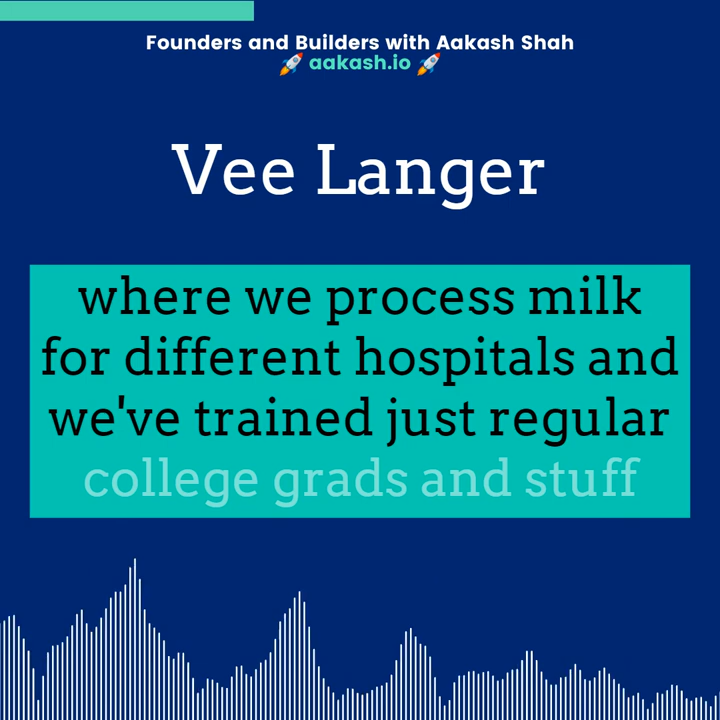 Founders and Builders with Aakash Shah
🚀 aakash.io 🚀
Vee Langer
where we process milk
for different hospitals and
we've trained just regular
college grads and stuff